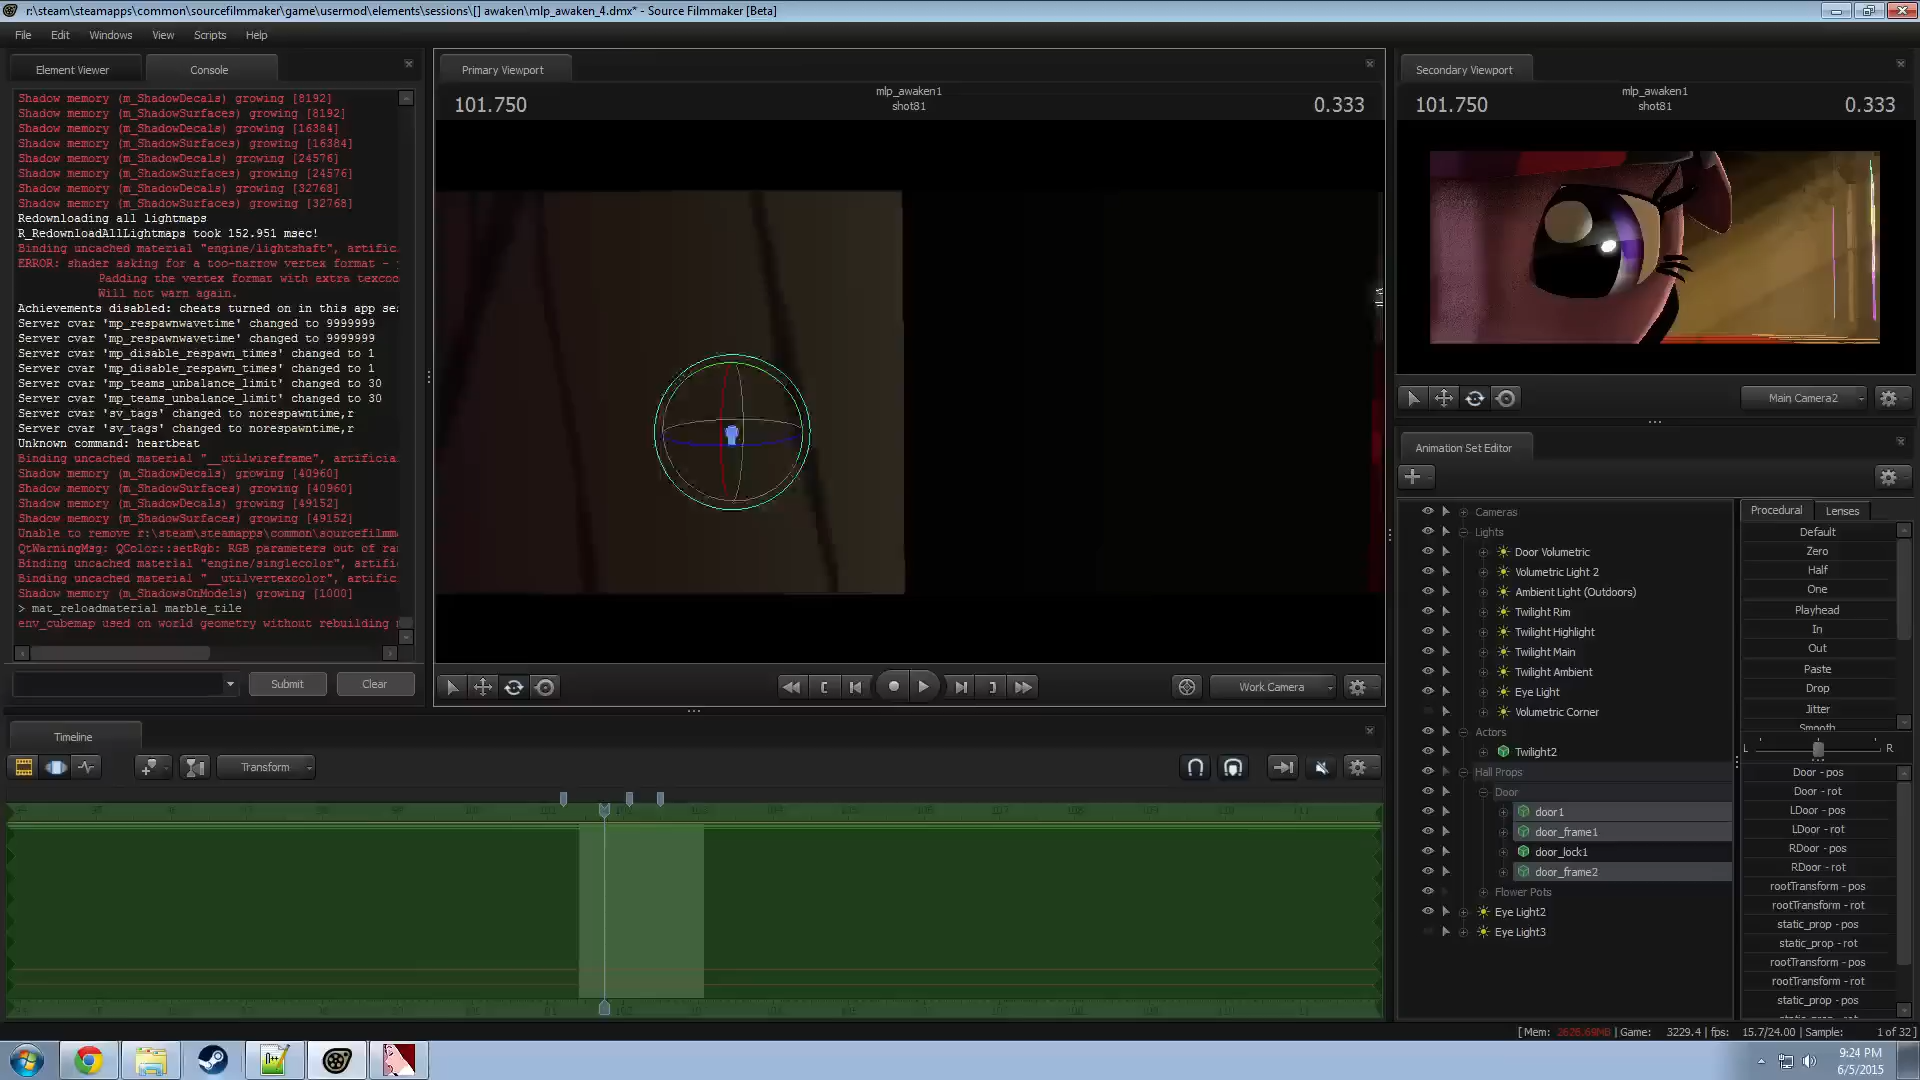 r:\steam\steamapps\common\sourcefilmmaker\game\usermod\elements\sessions\[] awaken\mlp_awaken_4.dmx* - Source Filmmaker [Beta]
File Edit Windows View Scripts Help
Element Viewer
Console
Shadow memory (m_ShadowDecals) growing [8192]
Shadow memory (m_ShadowSurfaces) growing [8192]
Shadow memory (m_ShadowDecals) growing [16384]
Shadow memory (m_ShadowSurfaces) growing [16384]
Shadow memory (m_ShadowDecals) growing [24576]
Shadow memory (m_ShadowSurfaces) growing [24576]
Shadow memory (m_ShadowDecals) growing [32768]
Shadow memory (m_ShadowSurfaces) growing [32768]
Redownloading all lightmaps
R_RedownloadAllLightmaps took 152.951 msec!
Binding uncached material "engine/lightshaft", artific
ERROR: shader asking for a too-narrow vertex format -
Padding the vertex format with extra texcoo
Will not warn again.
Achievements disabled: cheats turned on in this app se
Server cvar 'mp_respawnwavetime' changed to 9999999
Server cvar 'mp_respawnwavetime' changed to 9999999
Server cvar 'mp_disable_respawn_times' changed to 1
Server cvar 'mp_disable_respawn_times' changed to 1
Server cvar 'mp_teams_unbalance_limit' changed to 30
Server cvar 'mp_teams_unbalance_limit' changed to 30
Server cvar 'sv_tags' changed to norespawntime,r
Server cvar 'sv_tags' changed to norespawntime,r
Unknown command: heartbeat
Binding uncached material "__utilwireframe", artificia
Shadow memory (m_ShadowDecals) growing [40960]
Shadow memory (m_ShadowSurfaces) growing [40960]
Shadow memory (m_ShadowDecals) growing [49152]
Shadow memory (m_ShadowSurfaces) growing [49152]
Unable to remove r:\steam\steamapps\common\sourcefilmm
QtWarningMsg: QColor::setRgb: RGB parameters out of ra
Binding uncached material "engine/singlecolor", artifi
Binding uncached material "__utilvertexcolor", artific
Shadow memory (m_ShadowsOnModels) growing [1000]
> mat_reloadmaterial marble_tile
env_cubemap used on world geometry without rebuilding
Submit
Clear
Primary Viewport
101.750
mlp_awaken1
shot81
0.333
Work Camera
Secondary Viewport
101.750
mlp_awaken1
shot81
0.333
Main Camera2
Animation Set Editor
Cameras
Lights
Door Volumetric
Volumetric Light 2
Ambient Light (Outdoors)
Twilight Rim
Twilight Highlight
Twilight Main
Twilight Ambient
Eye Light
Volumetric Corner
Actors
Twilight2
Hall Props
Door
door1
door_frame1
door_lock1
door_frame2
Flower Pots
Eye Light2
Eye Light3
Procedural
Lenses
Default
Zero
Half
One
Playhead
In
Out
Paste
Drop
Jitter
Smooth
L
R
Door - pos
Door - rot
LDoor - pos
LDoor - rot
RDoor - pos
RDoor - rot
rootTransform - pos
rootTransform - rot
static_prop - pos
static_prop - rot
rootTransform - pos
rootTransform - rot
static_prop - pos
Timeline
Transform
[ Mem: 2626.69MB | Game: 3229.4 | fps: 15.7/24.00 | Sample: 1 of 32 ]
9:24 PM
6/5/2015